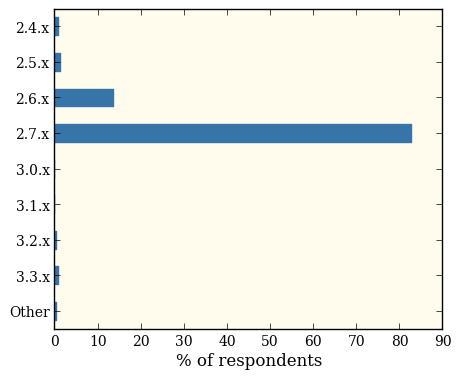 2.4.x
2.5.x
2.6.x
2.7.x
3.0.x
3.1.x
3.2.x
3.3.x
Other
0 10 20 30 40 50 60 70 80 90
% of respondents